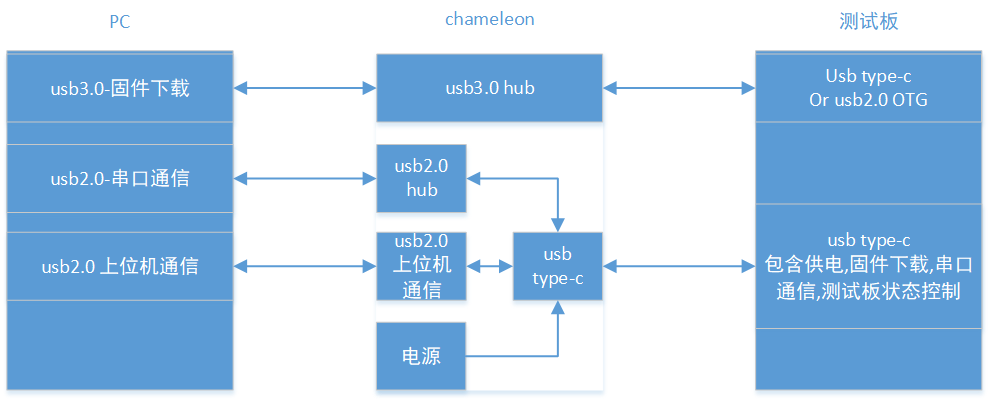 PC
chameleon
测试板
usb3.0-固件下载
usb3.0 hub
Usb type-c
Or usb2.0 OTG
usb2.0-串口通信
usb2.0
hub
usb2.0 上位机通信
usb2.0
上位机
通信
usb
type-c
usb type-c
包含供电,固件下载,串口
通信,测试板状态控制
电源